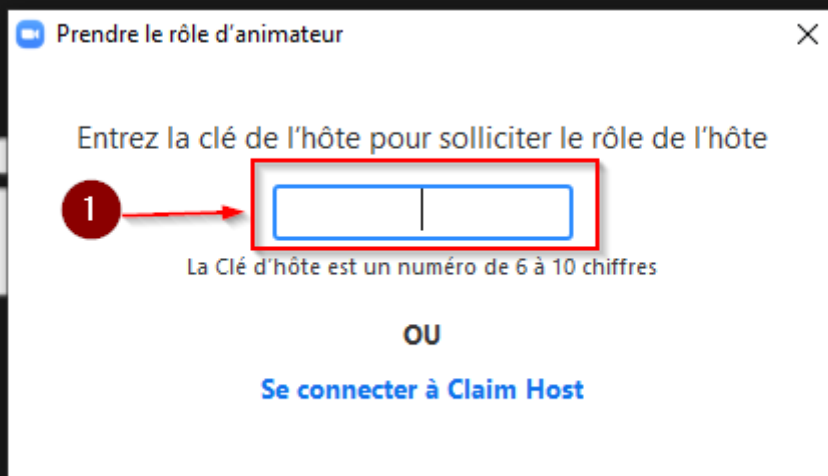 Prendre le rôle d'animateur
Entrez la clé de l'hôte pour solliciter le rôle de l'hôte
1
La Clé d'hôte est un numéro de 6 à 10 chiffres
OU
Se connecter à Claim Host